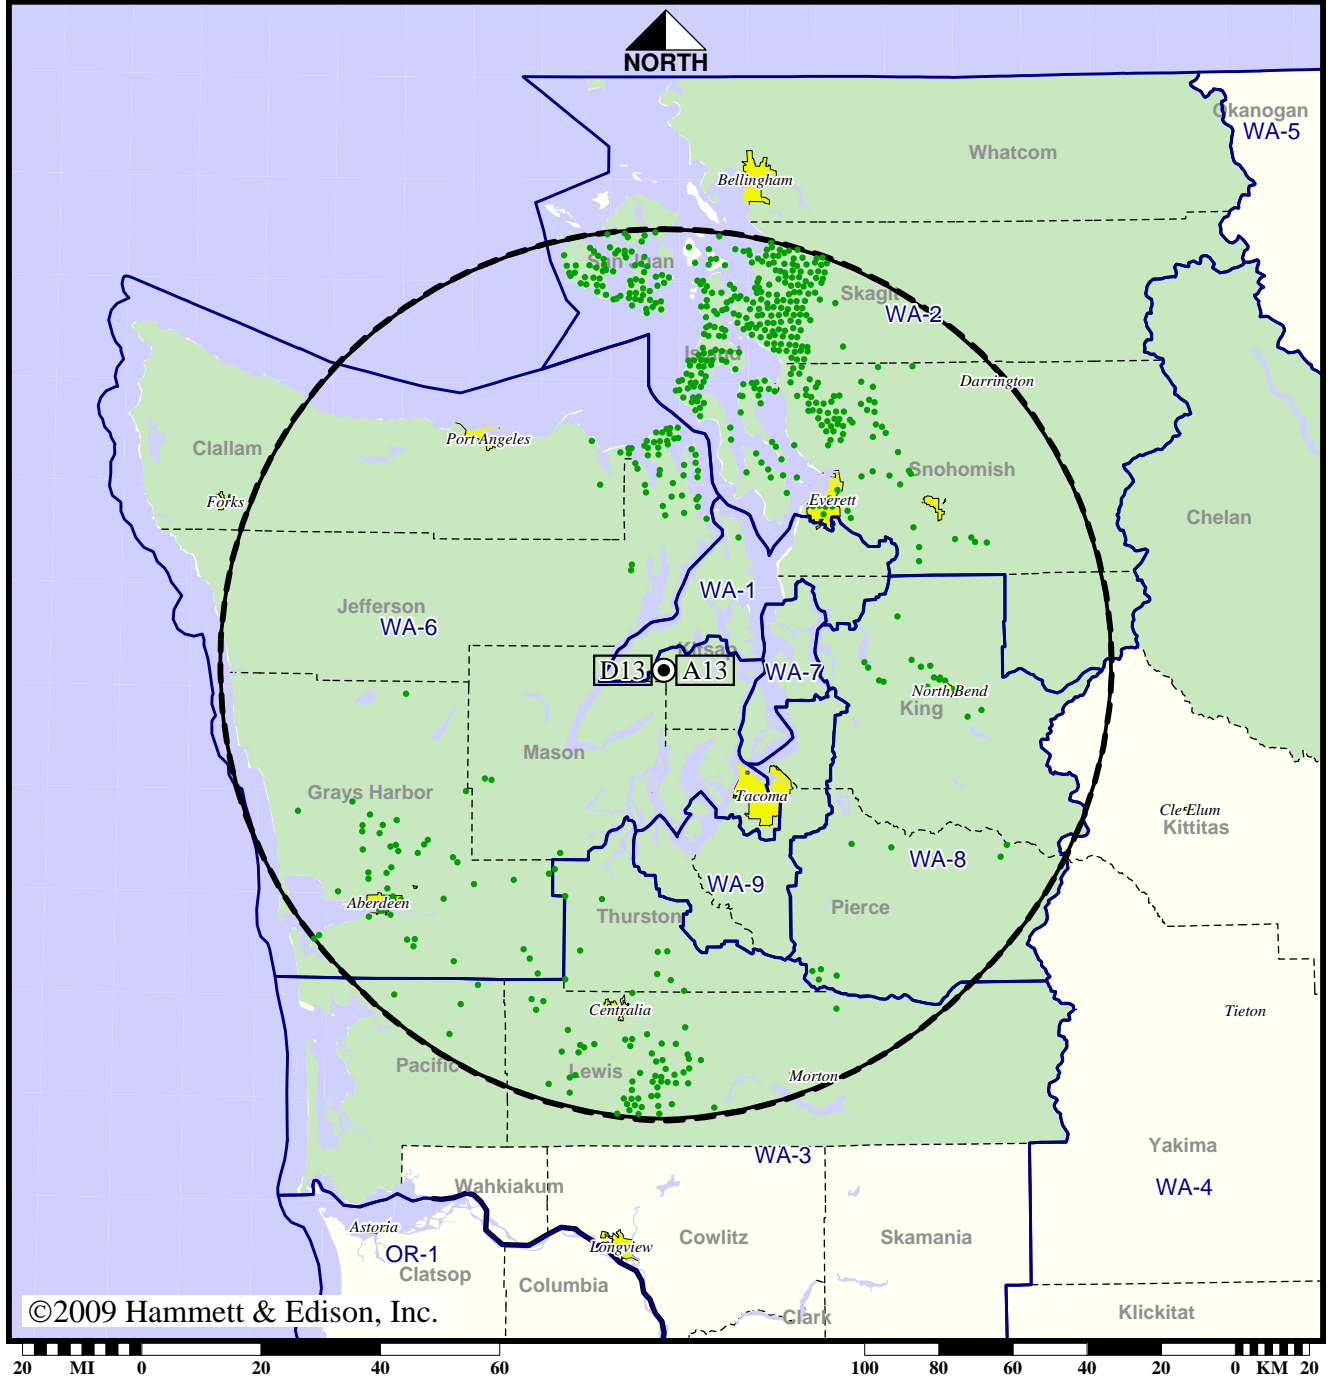 NORTH
Okanogan
WA-5
Whatcom
Bellingham
San Juan
Skagit
WA-2
Island
Darrington
Port Angeles
Clallam
Snohomish
Forks
Everett
Chelan
WA-1
Jefferson
WA-6
Kitsap
D13
A13
WA-7
North Bend
King
Mason
Grays Harbor
Tacoma
Cle Elum
Kittitas
WA-8
WA-9
Aberdeen
Thurston
Pierce
Centralia
Tieton
Pacific
Lewis
Morton
WA-3
Yakima
Wahkiakum
WA-4
Astoria
Longview
Cowlitz
Skamania
OR-1
Clatsop
Columbia
©2009 Hammett & Edison, Inc.
Clark
Klickitat
20 MI 0 20 40 60 100 80 60 40 20 0 KM 20